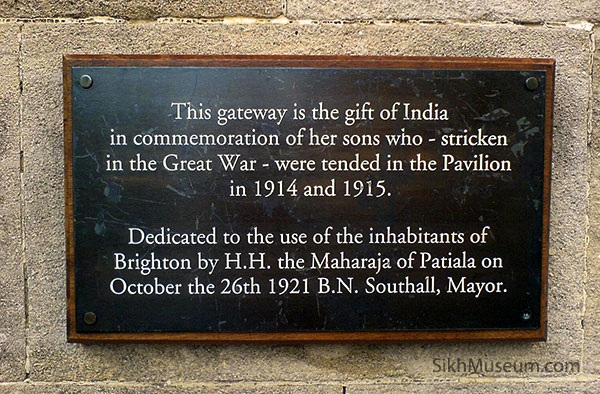 This gateway is the gift of India
in commemoration of her sons who - stricken
in the Great War - were tended in the Pavilion
in 1914 and 1915.
Dedicated to the use of the inhabitants of
Brighton by H.H. the Maharaja of Patiala on
October the 26th 1921 B.N. Southall, Mayor.
SikhMuseum.com